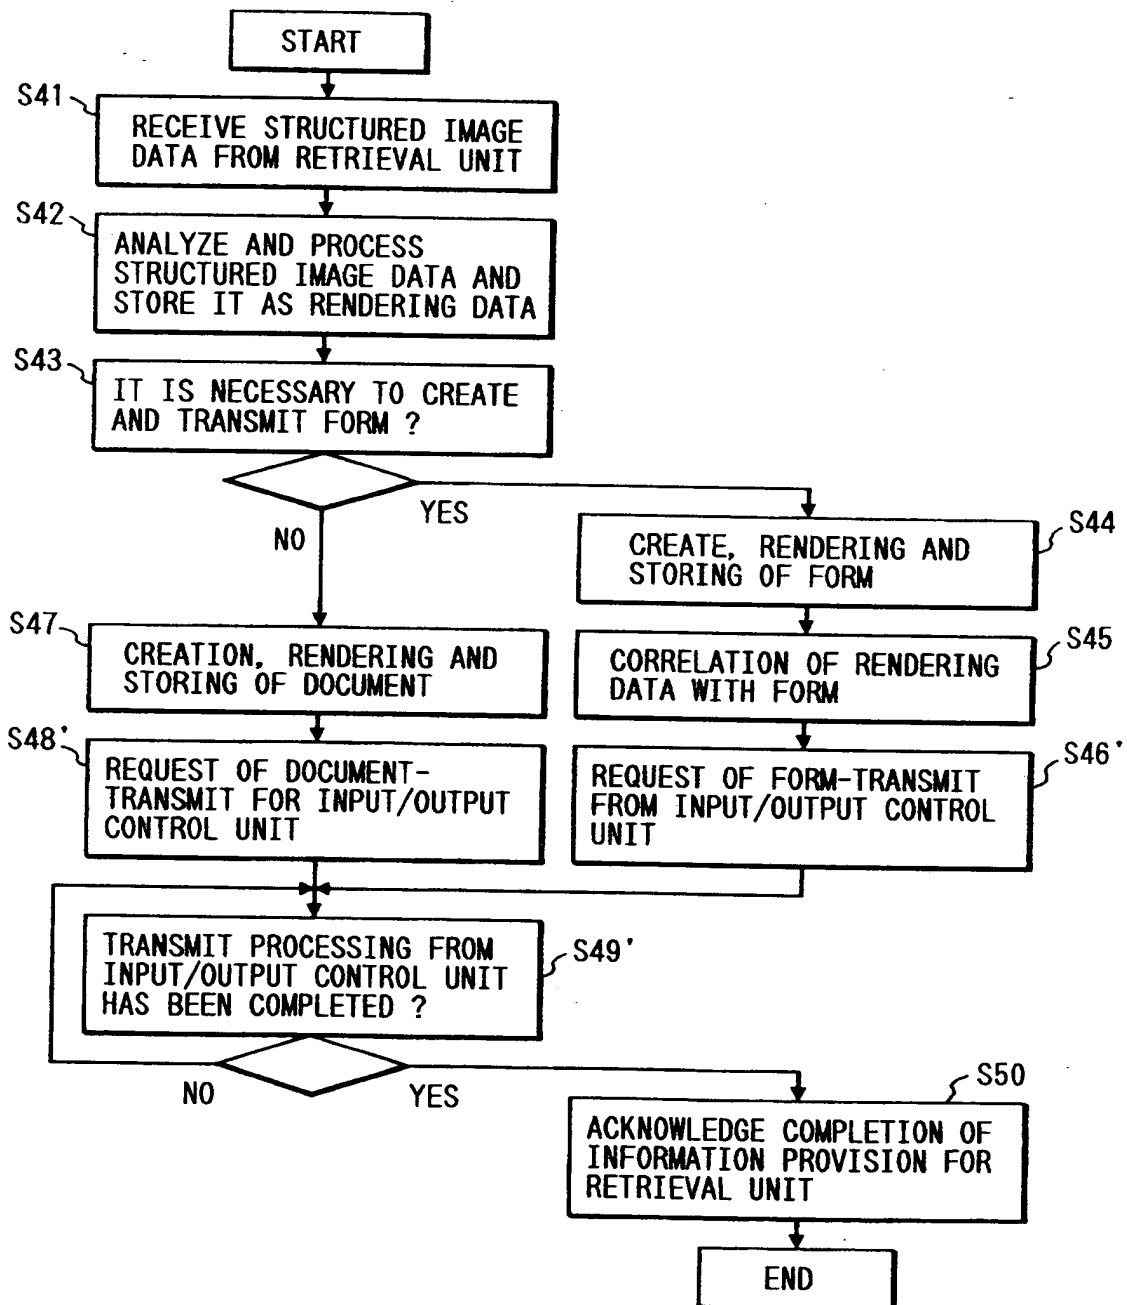 START
S41
RECEIVE STRUCTURED IMAGE
DATA FROM RETRIEVAL UNIT
S42
ANALYZE AND PROCESS
STRUCTURED IMAGE DATA AND
STORE IT AS RENDERING DATA
S43
IT IS NECESSARY TO CREATE
AND TRANSMIT FORM ?
YES
NO
S44
CREATE, RENDERING AND
STORING OF FORM
S47
CREATION, RENDERING AND
STORING OF DOCUMENT
S45
CORRELATION OF RENDERING
DATA WITH FORM
S48'
REQUEST OF DOCUMENT-
TRANSMIT FOR INPUT/OUTPUT
CONTROL UNIT
S46'
REQUEST OF FORM-TRANSMIT
FROM INPUT/OUTPUT CONTROL
UNIT
TRANSMIT PROCESSING FROM
INPUT/OUTPUT CONTROL UNIT
HAS BEEN COMPLETED ?
S49'
NO
YES
S50
ACKNOWLEDGE COMPLETION OF
INFORMATION PROVISION FOR
RETRIEVAL UNIT
END